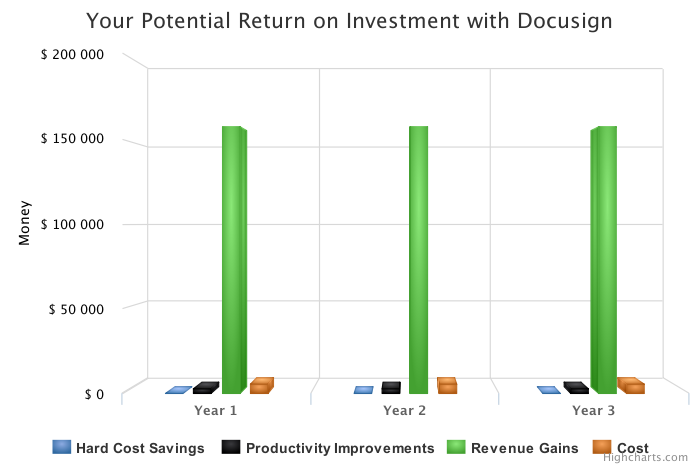 Your Potential Return on Investment with Docusign
$ 200 000
$ 150 000
$ 100 000
$ 50 000
$ 0
Money
Year 1
Year 2
Year 3
Hard Cost Savings
Productivity Improvements
Revenue Gains
Cost
Highcharts.com